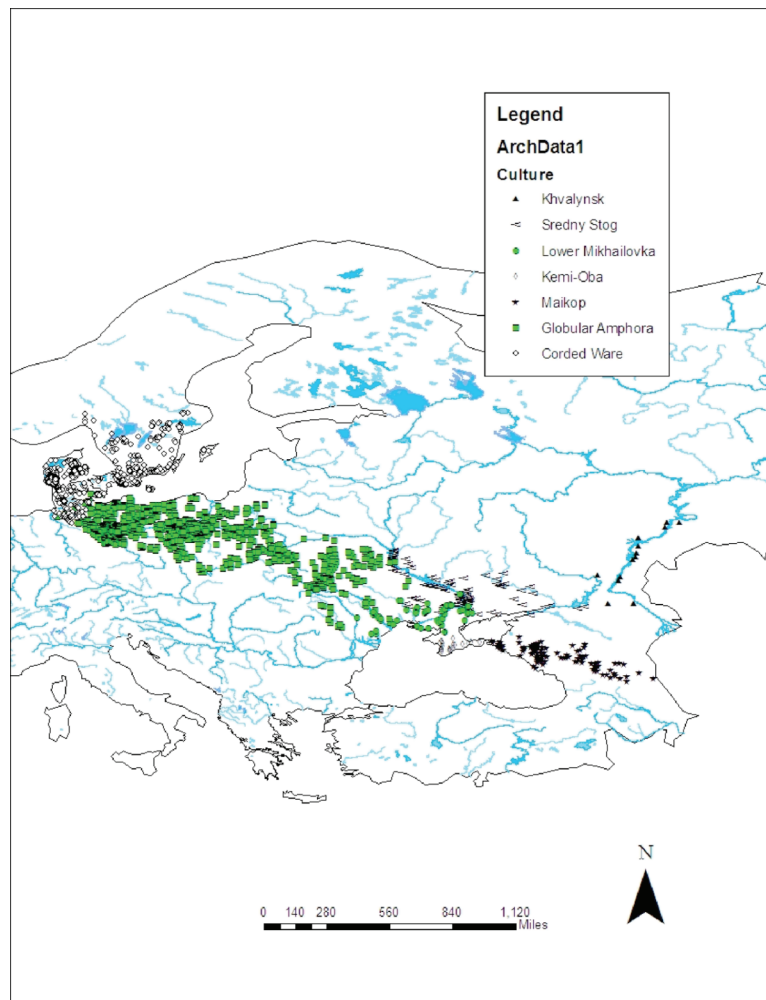 Legend
ArchData1
Culture
Khvalynsk
Sredny Stog
Lower Mikhailovka
Kemi-Oba
Maikop
Globular Amphora
Corded Ware
N
0 140 280 560 840 1,120
Miles